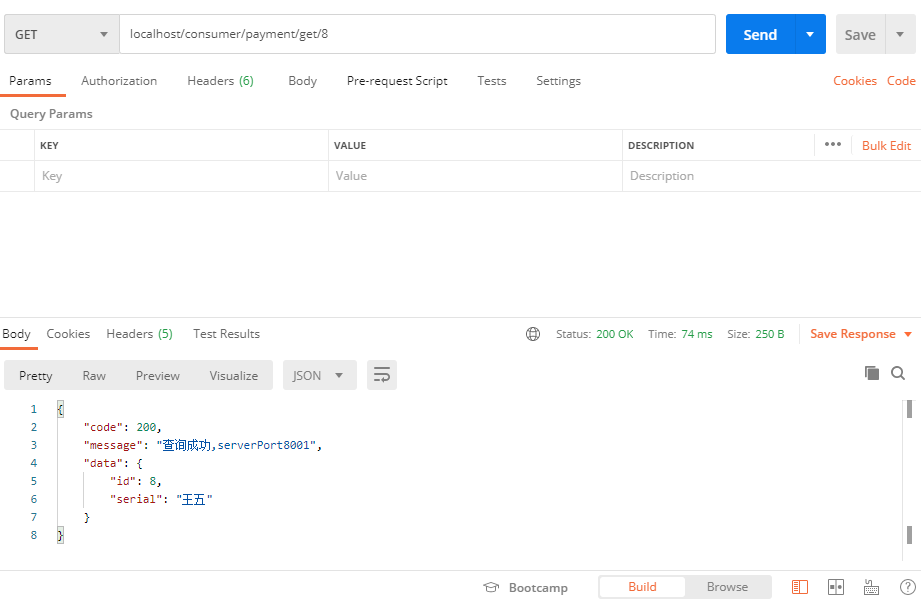 GET localhost/consumer/payment/get/8 Send Save
Params Authorization Headers (6) Body Pre-request Script Tests Settings Cookies Code
Query Params
KEY VALUE DESCRIPTION ••• Bulk Edit
Key Value Description
Body Cookies Headers (5) Test Results Status: 200 OK Time: 74 ms Size: 250 B Save Response
Pretty Raw Preview Visualize JSON
1 {
2 "code": 200,
3 "message": "查询成功,serverPort8001",
4 "data": {
5 "id": 8,
6 "serial": "王五"
7 }
8 }
Bootcamp Build Browse